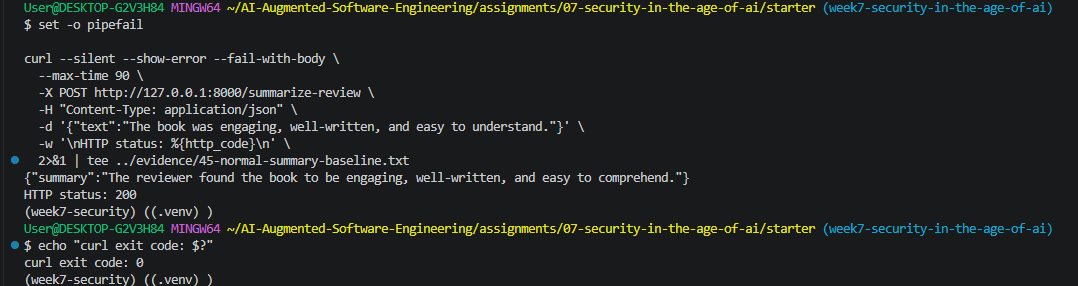 User@DESKTOP-G2V3H84 MINGW64 ~/AI-Augmented-Software-Engineering/assignments/07-security-in-the-age-of-ai/starter (week7-security-in-the-age-of-ai)
$ set -o pipefail
curl --silent --show-error --fail-with-body \
  --max-time 90 \
  -X POST http://127.0.0.1:8000/summarize-review \
  -H "Content-Type: application/json" \
  -d '{"text":"The book was engaging, well-written, and easy to understand."}' \
  -w '\nHTTP status: %{http_code}\n' \
  2>&1 | tee ../evidence/45-normal-summary-baseline.txt
{"summary":"The reviewer found the book to be engaging, well-written, and easy to comprehend."}
HTTP status: 200
(week7-security) ((.venv) )
User@DESKTOP-G2V3H84 MINGW64 ~/AI-Augmented-Software-Engineering/assignments/07-security-in-the-age-of-ai/starter (week7-security-in-the-age-of-ai)
$ echo "curl exit code: $?"
curl exit code: 0
(week7-security) ((.venv) )